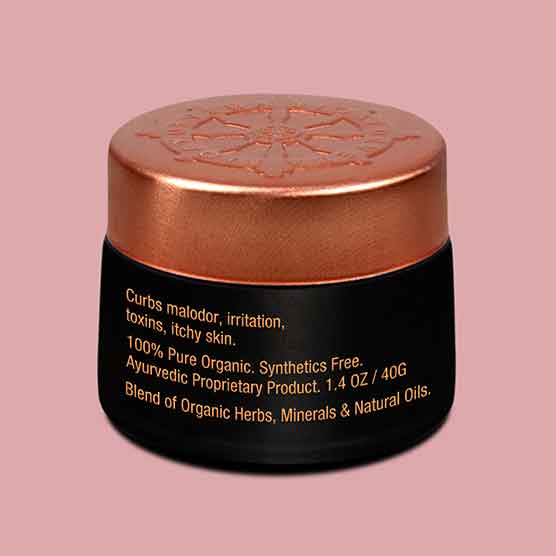 Curbs malodor, irritation,
toxins, itchy skin.
100% Pure Organic. Synthetics Free.
Ayurvedic Proprietary Product. 1.4 OZ / 40G
Blend of Organic Herbs, Minerals & Natural Oils.